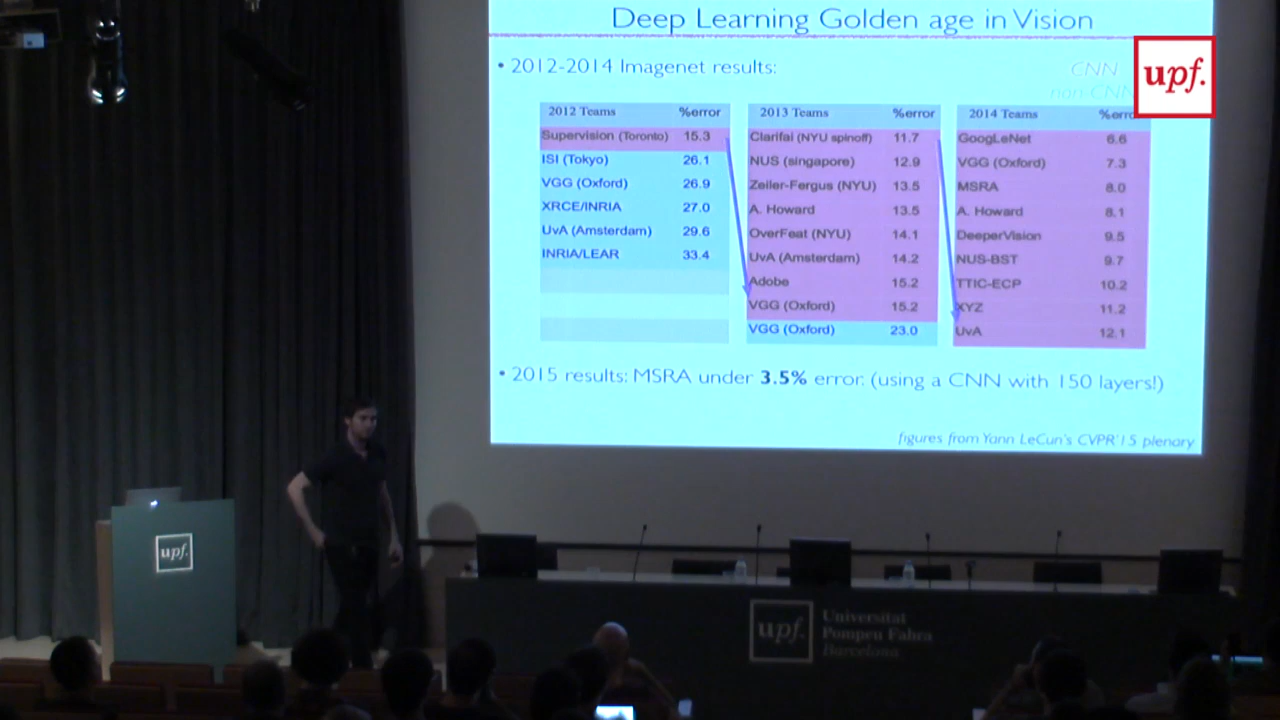 Deep Learning Golden age in Vision
• 2012-2014 Imagenet results:
CNN
non-CNN
upf.
2012 Teams %error
Supervision (Toronto) 15.3
ISI (Tokyo) 26.1
VGG (Oxford) 26.9
XRCE/INRIA 27.0
UvA (Amsterdam) 29.6
INRIA/LEAR 33.4
2013 Teams %error
Clarifai (NYU spinoff) 11.7
NUS (singapore) 12.9
Zeiler-Fergus (NYU) 13.5
A. Howard 13.5
OverFeat (NYU) 14.1
UvA (Amsterdam) 14.2
Adobe 15.2
VGG (Oxford) 15.2
VGG (Oxford) 23.0
2014 Teams %error
GoogLeNet 6.6
VGG (Oxford) 7.3
MSRA 8.0
A. Howard 8.1
DeeperVision 9.5
NUS-BST 9.7
TTIC-ECP 10.2
XYZ 11.2
UvA 12.1
• 2015 results: MSRA under 3.5% error. (using a CNN with 150 layers!)
figures from Yann LeCun's CVPR'15 plenary
upf.
upf.
Universitat
Pompeu Fabra
Barcelona